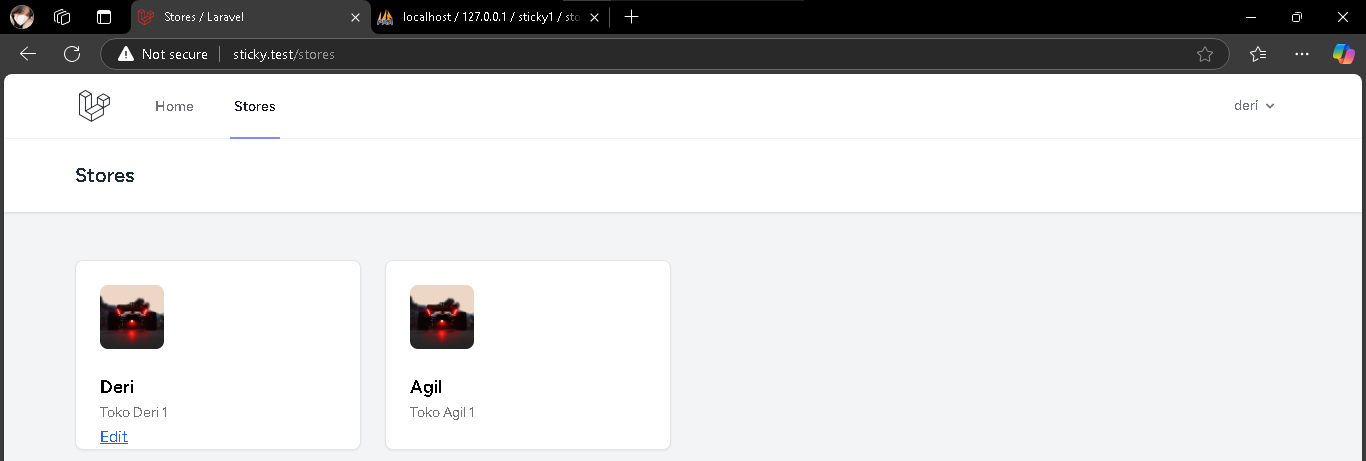 Stores / Laravel
localhost / 127.0.0.1 / sticky1 / sto
Not secure
sticky.test/stores
Home
Stores
deri
Stores
Deri
Toko Deri 1
Edit
Agil
Toko Agil 1